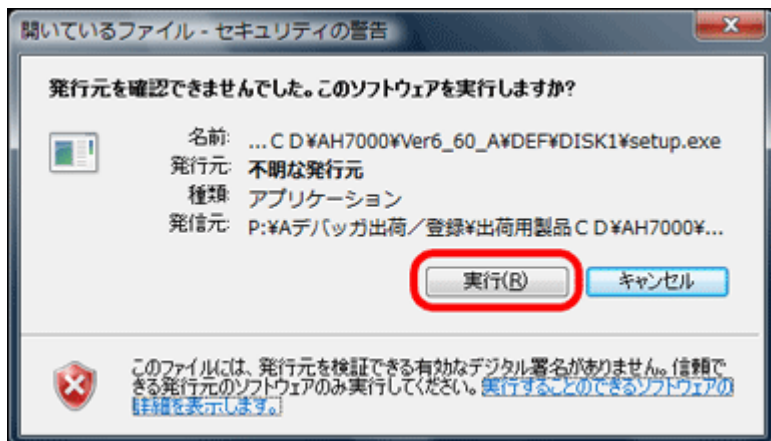 開いているファイル - セキュリティの警告
発行元を確認できませんでした。このソフトウェアを実行しますか?
名前: ...ＣＤ¥AH7000¥Ver6_60_A¥DEF¥DISK1¥setup.exe
発行元: 不明な発行元
種類: アプリケーション
発信元: P:¥Aデバッガ出荷／登録¥出荷用製品ＣＤ¥AH7000¥...
実行(R) キャンセル
このファイルには、発行元を検証できる有効なデジタル署名がありません。信頼で
きる発行元のソフトウェアのみ実行してください。実行することのできるソフトウェアの
詳細を表示します。